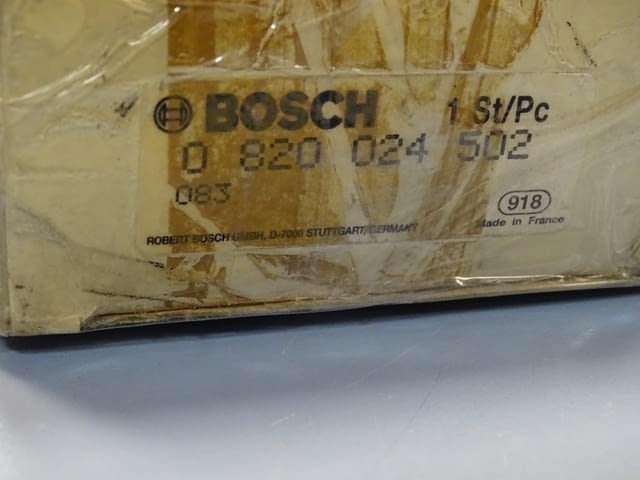 BOSCH 1 St/Pc
0 820 024 502
083
918
Made in France
ROBERT BOSCH GMBH, D-7000 STUTTGART, GERMANY